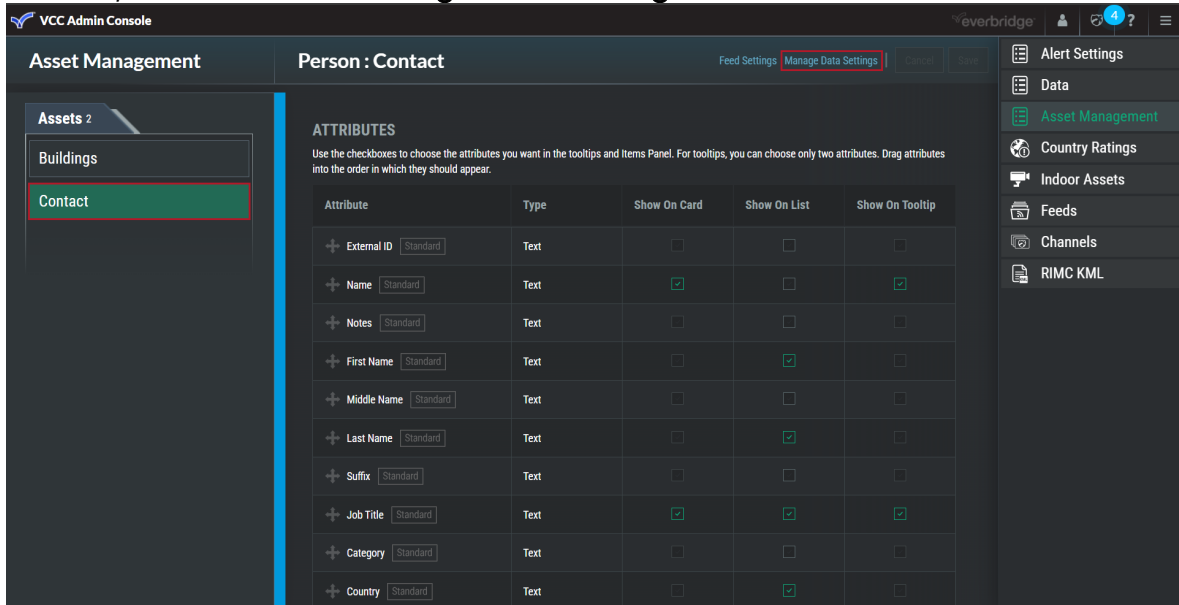 VCC Admin Console
everbridge
4
?
Asset Management
Person : Contact
Feed Settings
Manage Data Settings
Cancel
Save
Assets 2
Buildings
Contact
ATTRIBUTES
Use the checkboxes to choose the attributes you want in the tooltips and Items Panel. For tooltips, you can choose only two attributes. Drag attributes
into the order in which they should appear.
Attribute Type Show On Card Show On List Show On Tooltip
External ID Standard Text
Name Standard Text
Notes Standard Text
First Name Standard Text
Middle Name Standard Text
Last Name Standard Text
Suffix Standard Text
Job Title Standard Text
Category Standard Text
Country Standard Text
Alert Settings
Data
Asset Management
Country Ratings
Indoor Assets
Feeds
Channels
RIMC KML